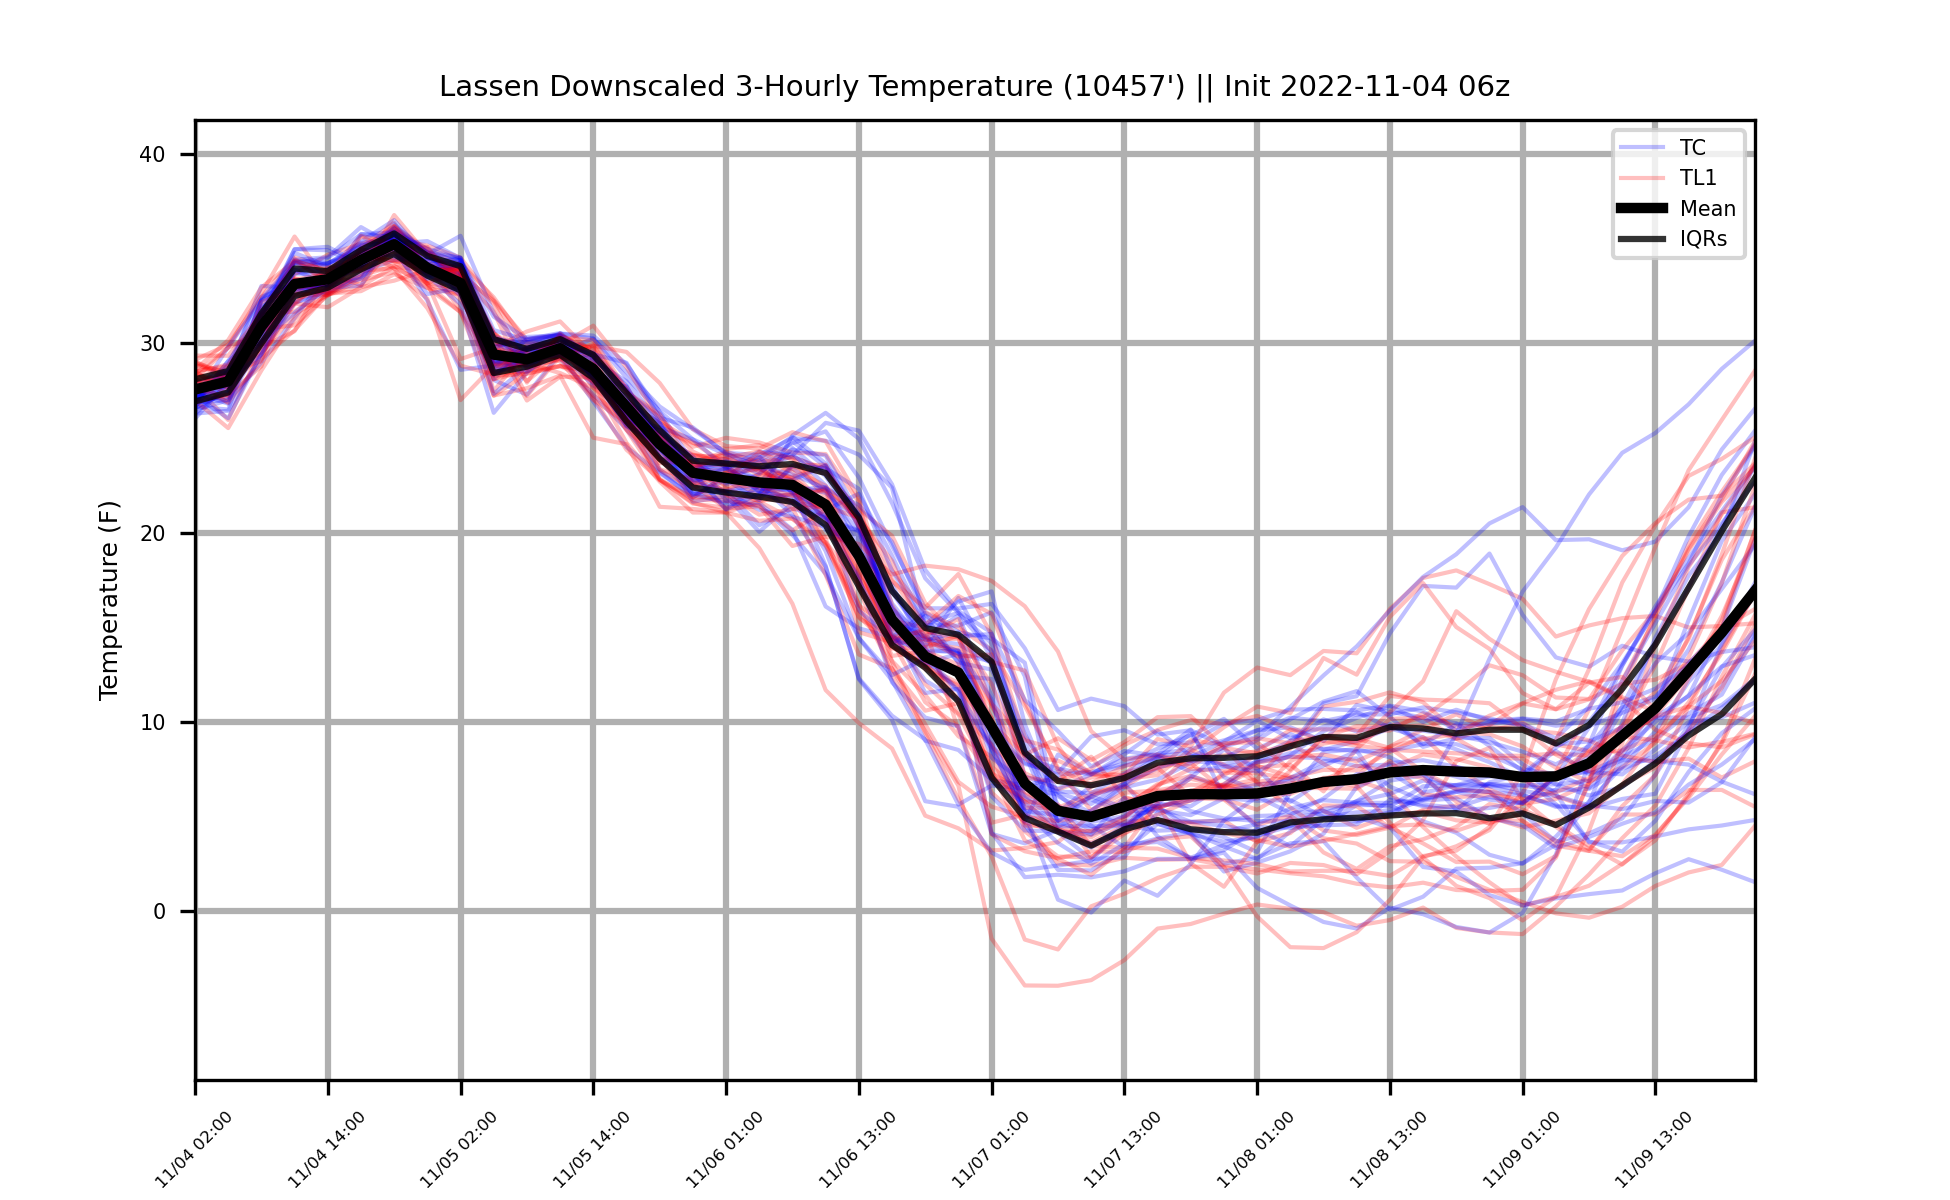 Lassen Downscaled 3-Hourly Temperature (10457') || Init 2022-11-04 06z
TC
TL1
Mean
IQRs
Temperature (F)
40
30
20
10
0
11/04 02:00
11/04 14:00
11/05 02:00
11/05 14:00
11/06 01:00
11/06 13:00
11/07 01:00
11/07 13:00
11/08 01:00
11/08 13:00
11/09 01:00
11/09 13:00